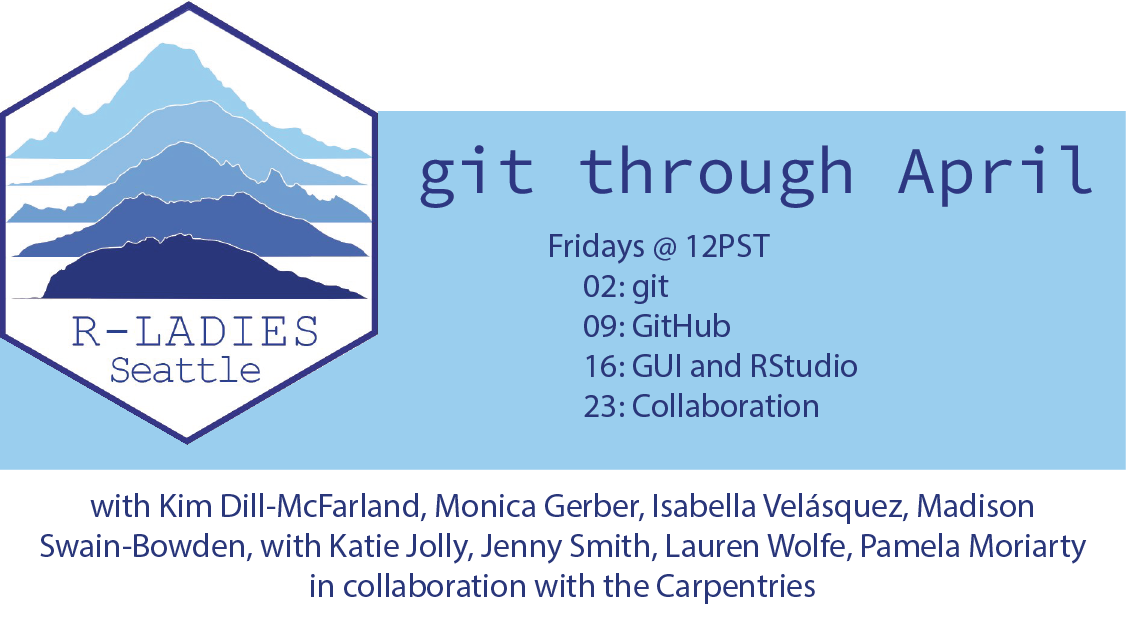 R-LADIES
Seattle
git through April
Fridays @ 12PST
02: git
09: GitHub
16: GUI and RStudio
23: Collaboration
with Kim Dill-McFarland, Monica Gerber, Isabella Velásquez, Madison
Swain-Bowden, with Katie Jolly, Jenny Smith, Lauren Wolfe, Pamela Moriarty
in collaboration with the Carpentries